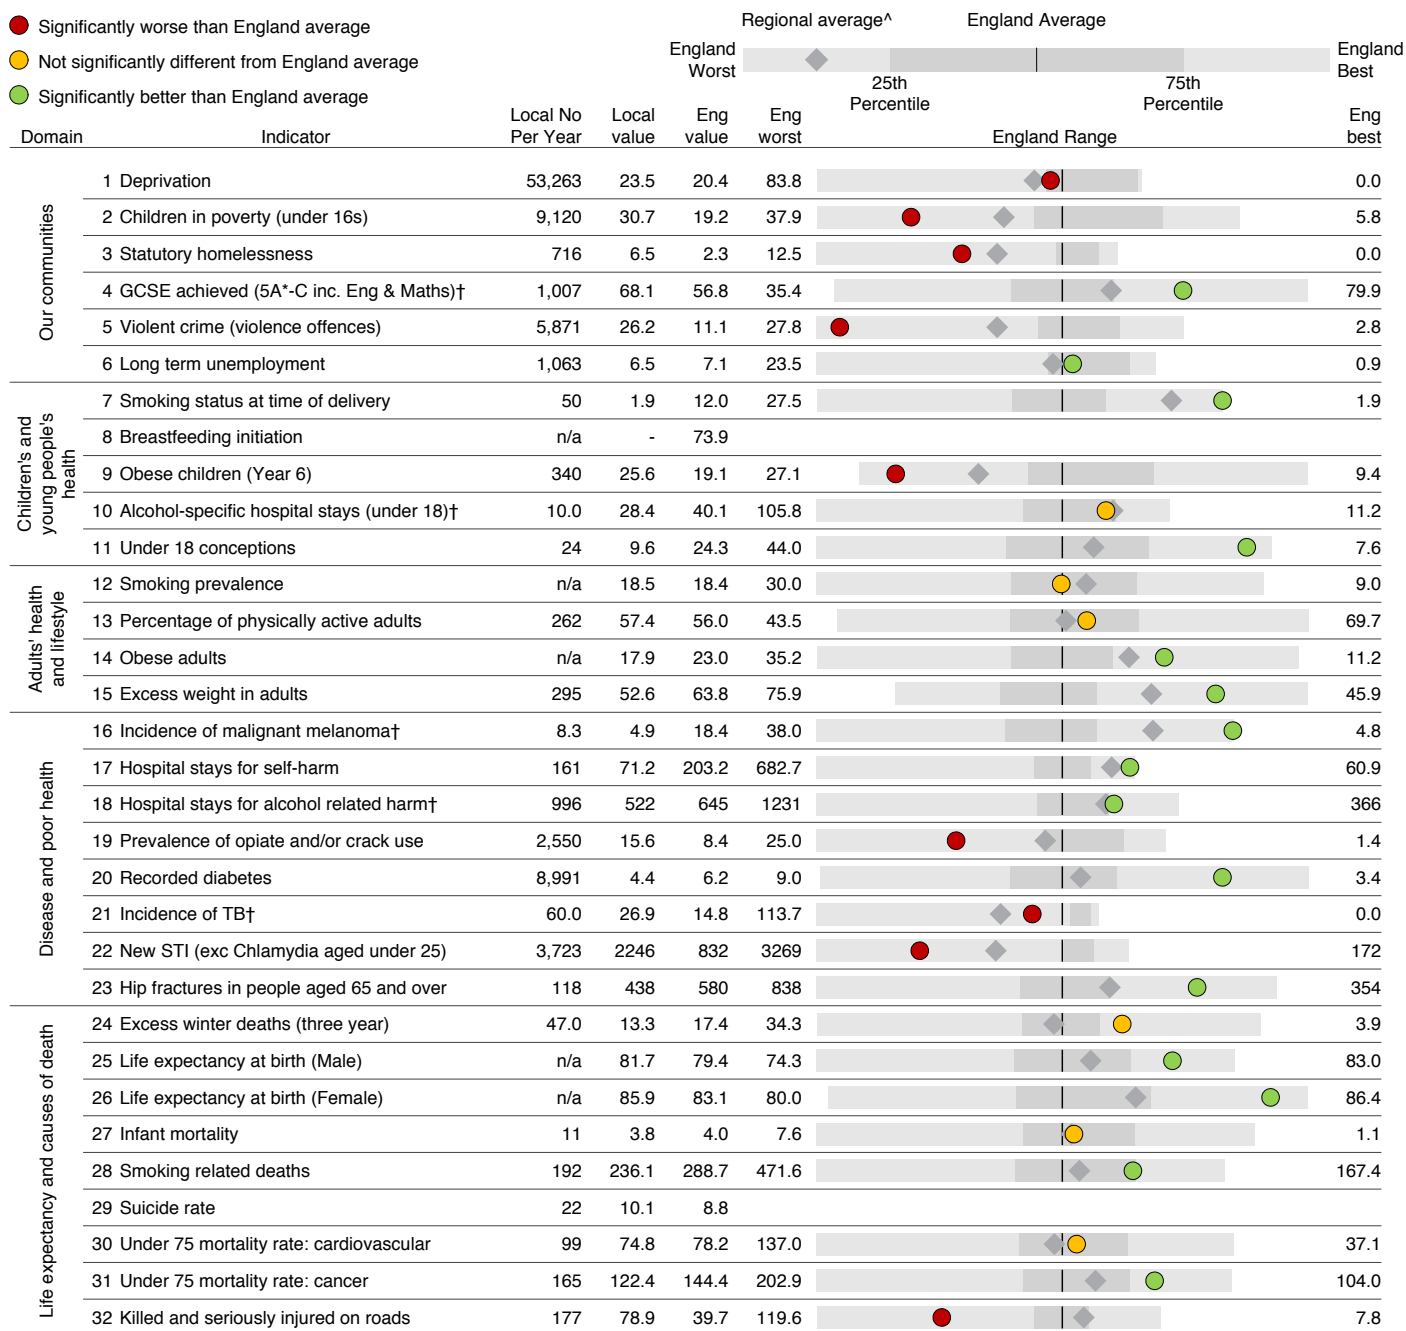 Significantly worse than England average
Not significantly different from England average
Significantly better than England average
Regional average^ England Average
England Worst England Best
25th Percentile 75th Percentile
Domain Indicator Local No Per Year Local value Eng value Eng worst England Range Eng best
Our communities
1 Deprivation 53,263 23.5 20.4 83.8 0.0
2 Children in poverty (under 16s) 9,120 30.7 19.2 37.9 5.8
3 Statutory homelessness 716 6.5 2.3 12.5 0.0
4 GCSE achieved (5A*-C inc. Eng & Maths)† 1,007 68.1 56.8 35.4 79.9
5 Violent crime (violence offences) 5,871 26.2 11.1 27.8 2.8
6 Long term unemployment 1,063 6.5 7.1 23.5 0.9
Children's and young people's health
7 Smoking status at time of delivery 50 1.9 12.0 27.5 1.9
8 Breastfeeding initiation n/a - 73.9
9 Obese children (Year 6) 340 25.6 19.1 27.1 9.4
10 Alcohol-specific hospital stays (under 18)† 10.0 28.4 40.1 105.8 11.2
11 Under 18 conceptions 24 9.6 24.3 44.0 7.6
Adults' health and lifestyle
12 Smoking prevalence n/a 18.5 18.4 30.0 9.0
13 Percentage of physically active adults 262 57.4 56.0 43.5 69.7
14 Obese adults n/a 17.9 23.0 35.2 11.2
15 Excess weight in adults 295 52.6 63.8 75.9 45.9
Disease and poor health
16 Incidence of malignant melanoma† 8.3 4.9 18.4 38.0 4.8
17 Hospital stays for self-harm 161 71.2 203.2 682.7 60.9
18 Hospital stays for alcohol related harm† 996 522 645 1231 366
19 Prevalence of opiate and/or crack use 2,550 15.6 8.4 25.0 1.4
20 Recorded diabetes 8,991 4.4 6.2 9.0 3.4
21 Incidence of TB† 60.0 26.9 14.8 113.7 0.0
22 New STI (exc Chlamydia aged under 25) 3,723 2246 832 3269 172
23 Hip fractures in people aged 65 and over 118 438 580 838 354
Life expectancy and causes of death
24 Excess winter deaths (three year) 47.0 13.3 17.4 34.3 3.9
25 Life expectancy at birth (Male) n/a 81.7 79.4 74.3 83.0
26 Life expectancy at birth (Female) n/a 85.9 83.1 80.0 86.4
27 Infant mortality 11 3.8 4.0 7.6 1.1
28 Smoking related deaths 192 236.1 288.7 471.6 167.4
29 Suicide rate 22 10.1 8.8
30 Under 75 mortality rate: cardiovascular 99 74.8 78.2 137.0 37.1
31 Under 75 mortality rate: cancer 165 122.4 144.4 202.9 104.0
32 Killed and seriously injured on roads 177 78.9 39.7 119.6 7.8